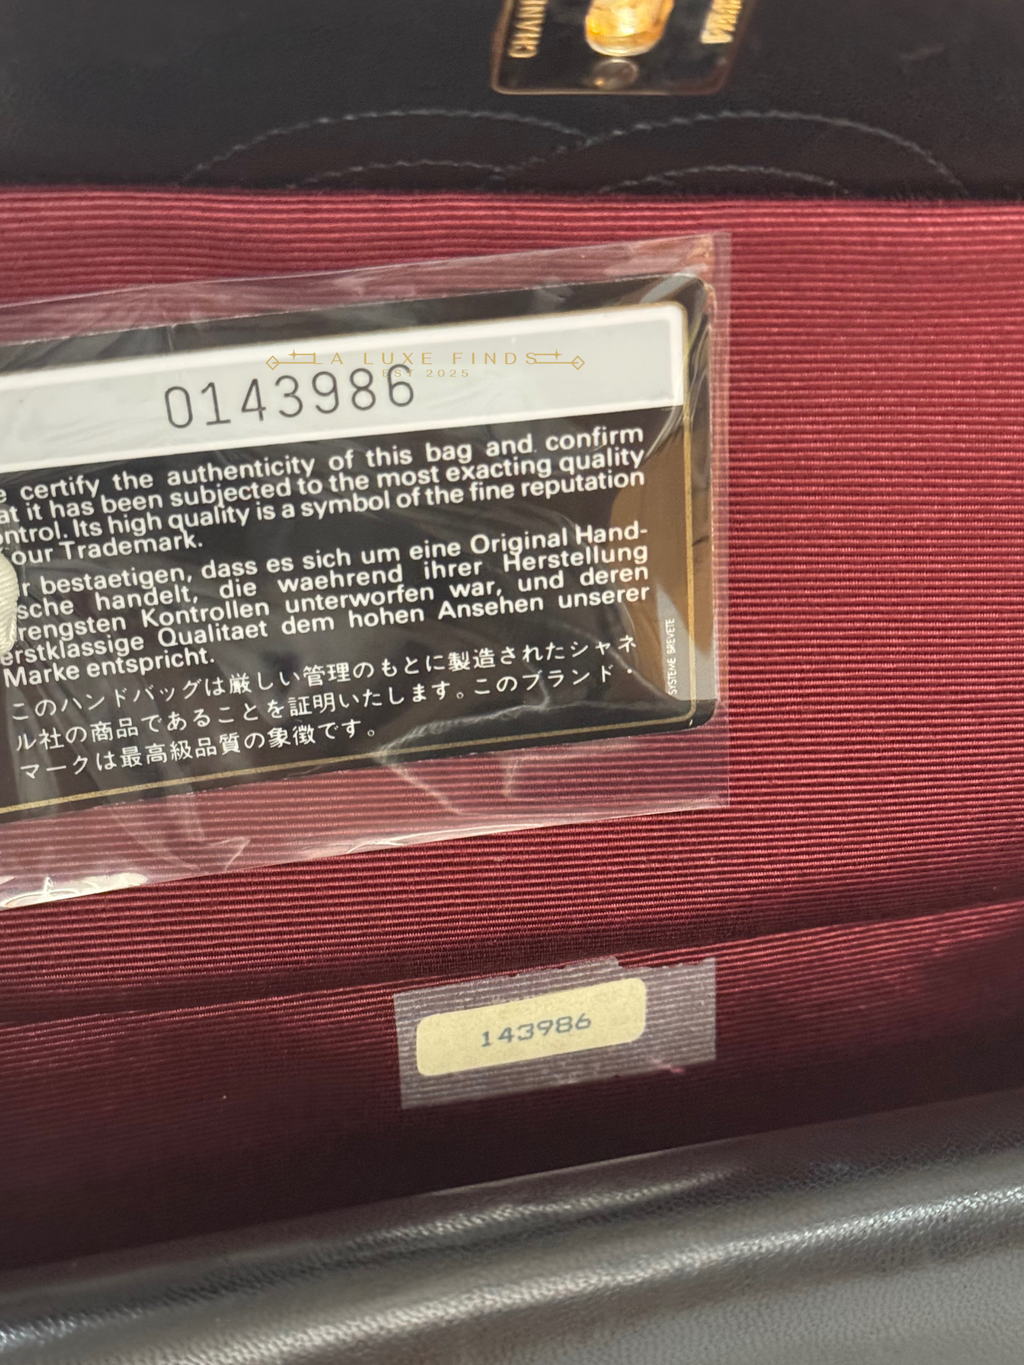 CHAN
PARI
LA LUXE FINDS
EST 2025
0143986
e certify the authenticity of this bag and confirm
at it has been subjected to the most exacting quality
ontrol. Its high quality is a symbol of the fine reputation
our Trademark.
r bestaetigen, dass es sich um eine Original Hand-
sche handelt, die waehrend ihrer Herstellung
rengsten Kontrollen unterworfen war, und deren
erstklassige Qualitaet dem hohen Ansehen unserer
Marke entspricht.
このハンドバッグは厳しい管理のもとに製造されたシャネ
ル社の商品であることを証明いたします。このブランド・
マークは最高級品質の象徴です。
SYSTEME BREVETE
143986